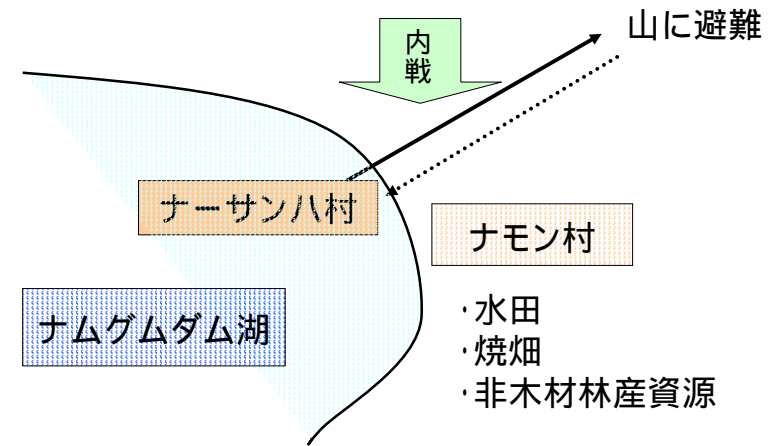 山に避難
内戦
ナーサンハ村
ナモン村
ナムグムダム湖
・水田
・焼畑
・非木材林産資源